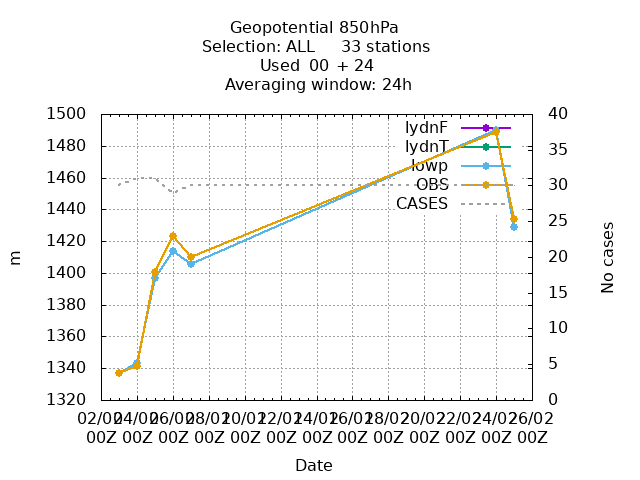 Geopotential 850hPa
Selection: ALL 33 stations
Used 00 + 24
Averaging window: 24h
1500
1480
1460
1440
1420
1400
1380
1360
1340
1320
m
40
35
30
25
20
15
10
5
0
No cases
lydnF
lydnT
lowp
OBS
CASES
02/02 04/02 06/02 08/02 10/02 12/02 14/02 16/02 18/02 20/02 22/02 24/02 26/02
00Z 00Z 00Z 00Z 00Z 00Z 00Z 00Z 00Z 00Z 00Z 00Z 00Z
Date